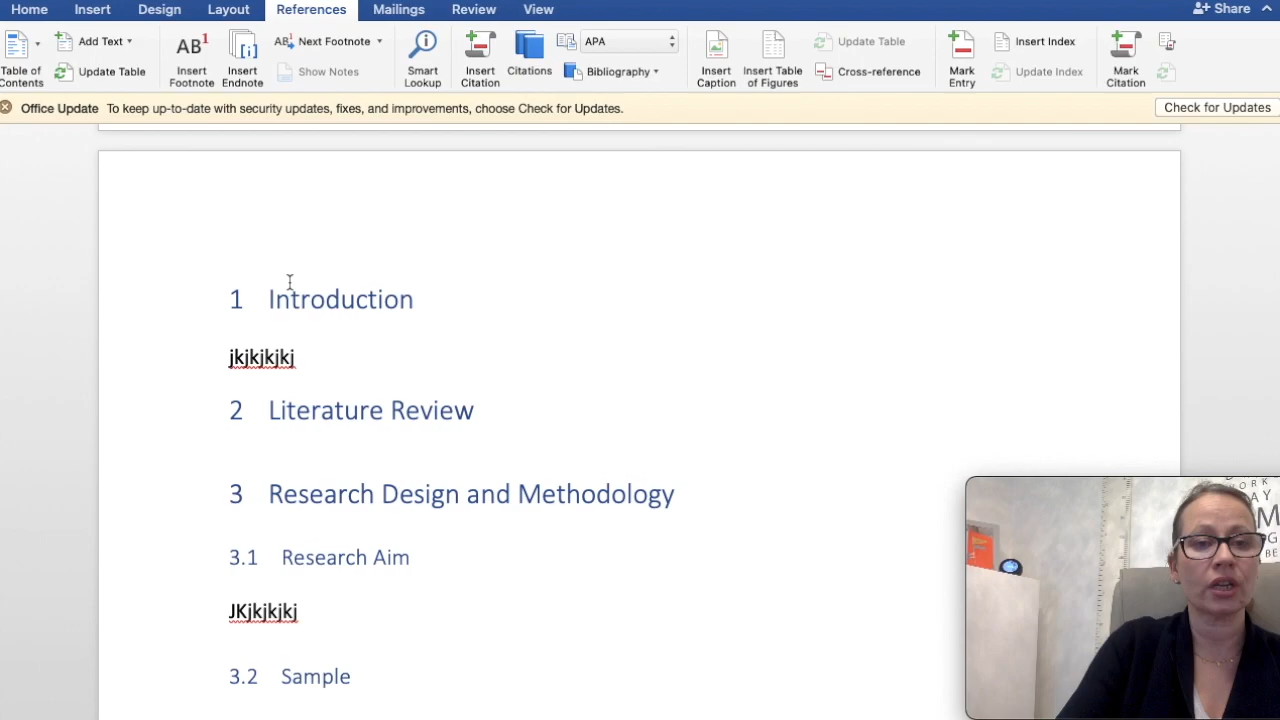 Home Insert Design Layout References Mailings Review View Share
Add Text AB1 Next Footnote APA Update Table Insert Index
Table of Contents Update Table Insert Footnote Insert Endnote Show Notes Smart Lookup Insert Citation Citations Bibliography Insert Caption Insert Table of Figures Cross-reference Mark Entry Update Index Mark Citation
Office Update To keep up-to-date with security updates, fixes, and improvements, choose Check for Updates. Check for Updates
1 Introduction
jkjkjkjkj
2 Literature Review
3 Research Design and Methodology
3.1 Research Aim
JKjkjkjkj
3.2 Sample